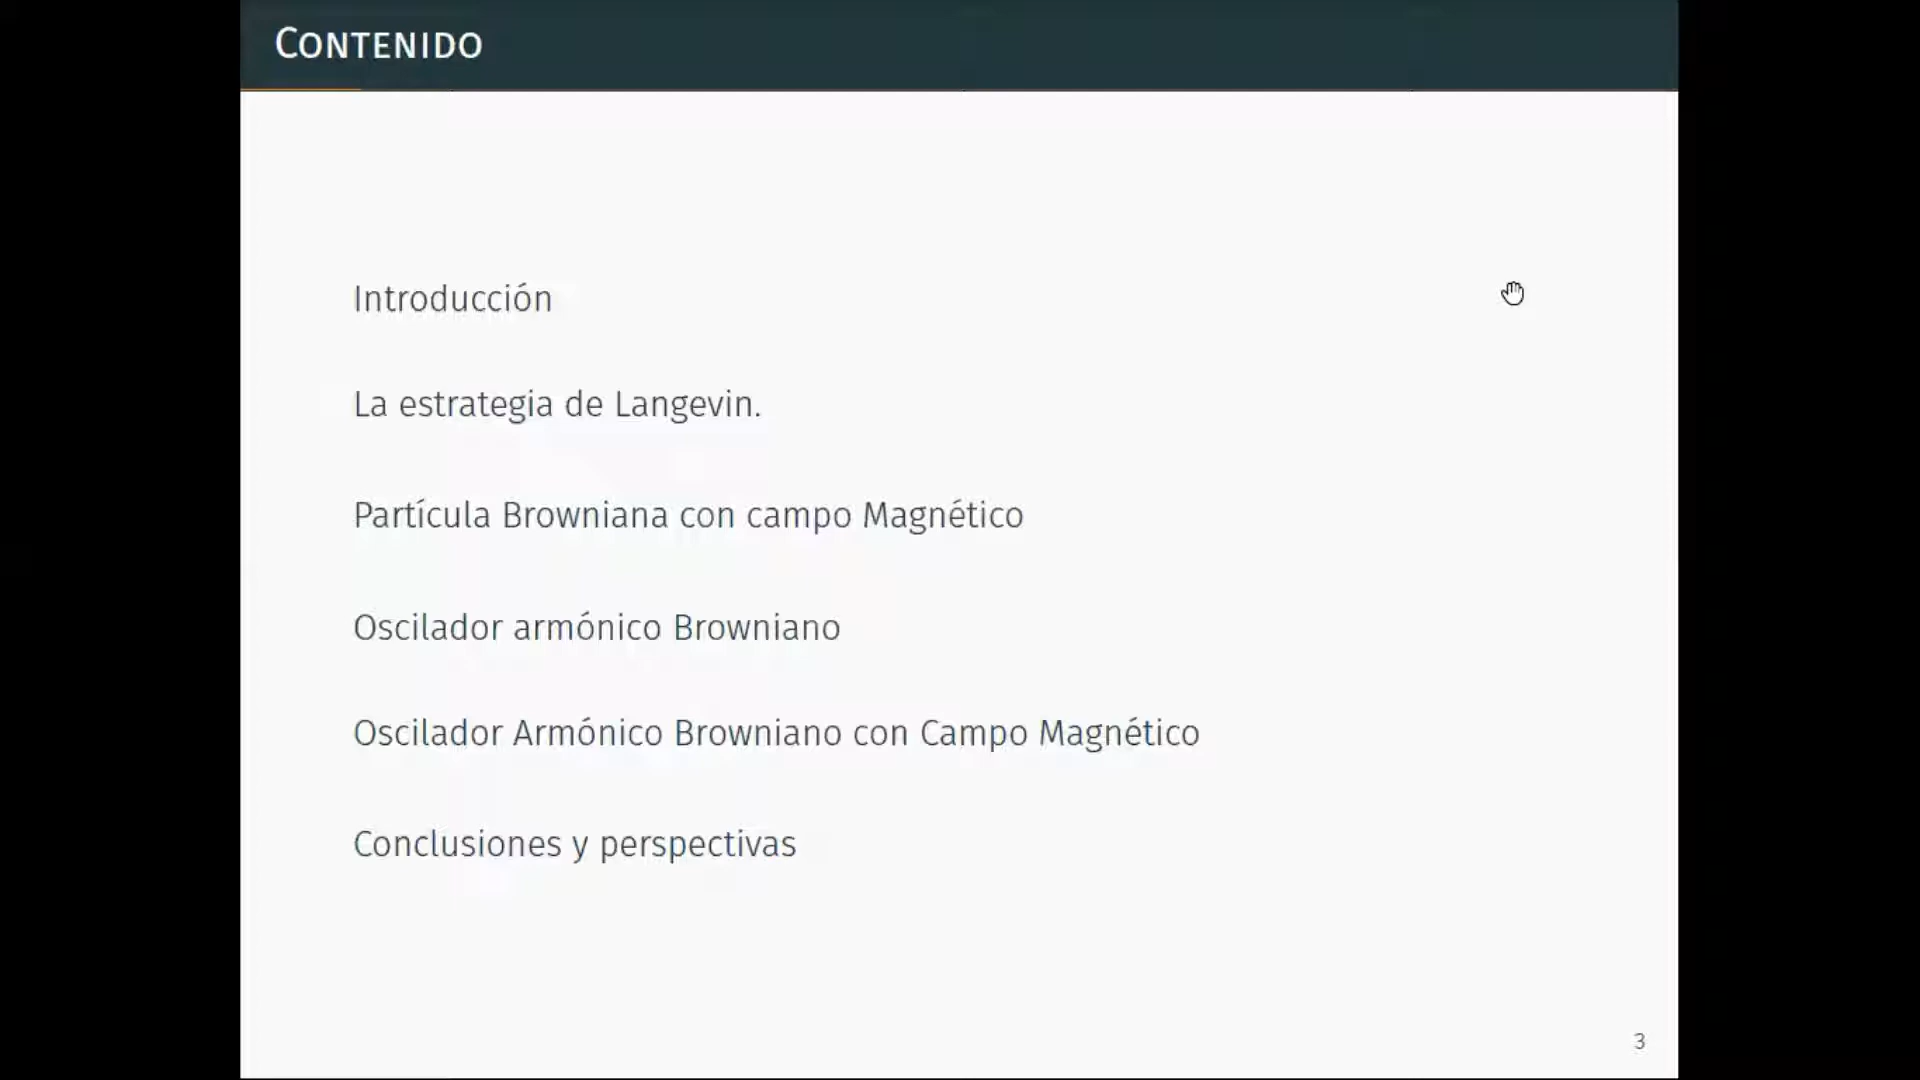 CONTENIDO
Introducción
La estrategia de Langevin.
Partícula Browniana con campo Magnético
Oscilador armónico Browniano
Oscilador Armónico Browniano con Campo Magnético
Conclusiones y perspectivas
3